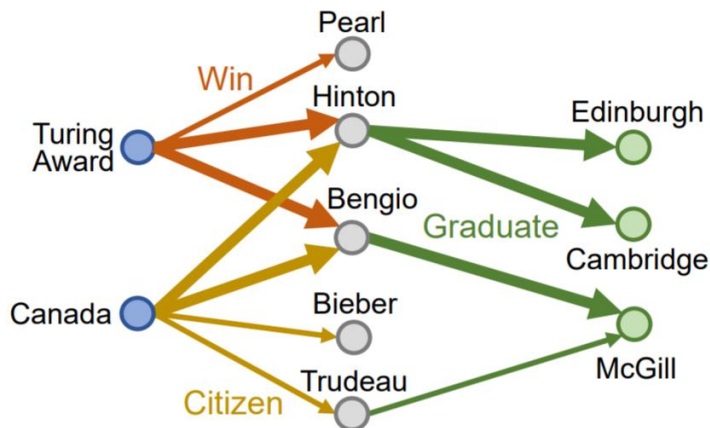 Pearl
Win
Hinton
Edinburgh
Turing
Award
Bengio
Graduate
Cambridge
Canada
Bieber
McGill
Trudeau
Citizen